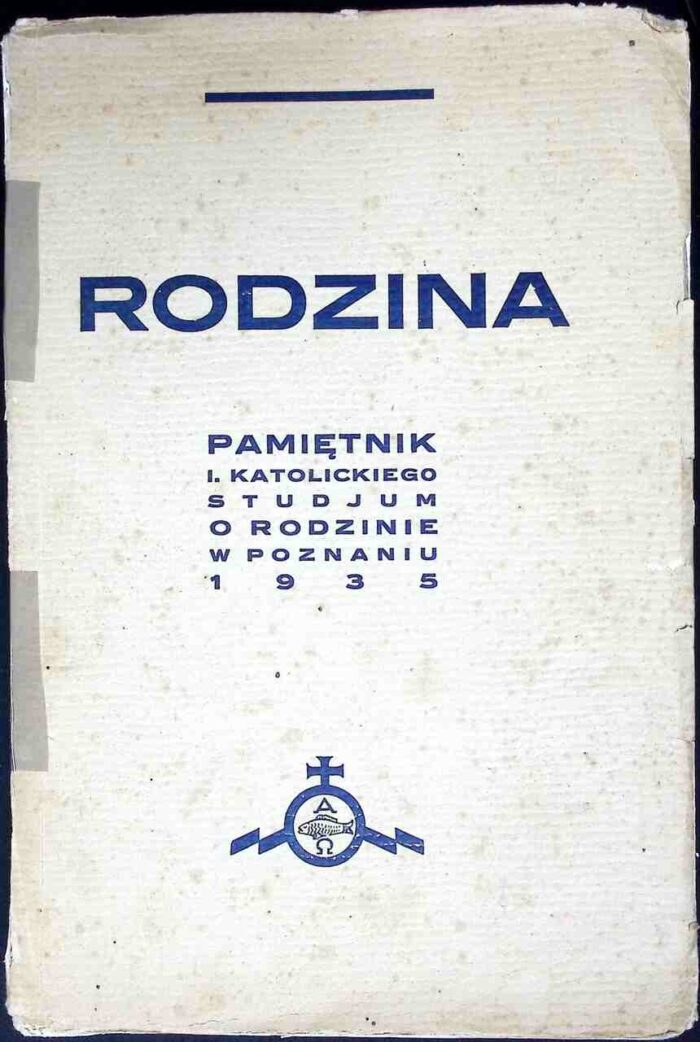 RODZINA
PAMIĘTNIK
I. KATOLICKIEGO
STUDJUM
O RODZINIE
W POZNANIU
1935
Α
Ω